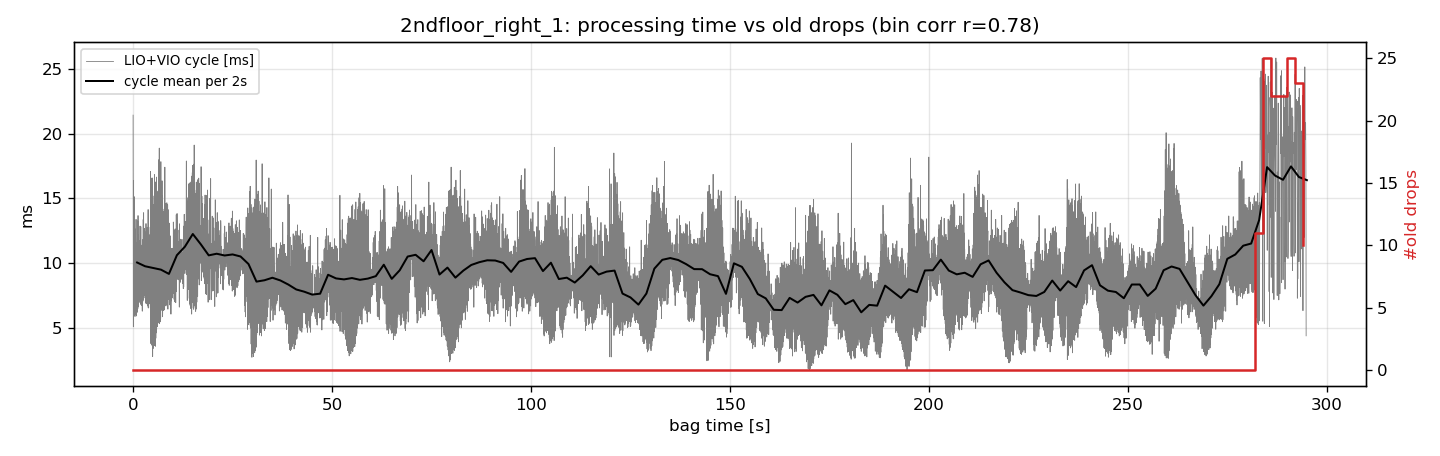 2ndfloor_right_1: processing time vs old drops (bin corr r=0.78)
LIO+VIO cycle [ms]
cycle mean per 2s
25
20
15
10
5
ms
25
20
15
10
5
0
#old drops
0 50 100 150 200 250 300
bag time [s]